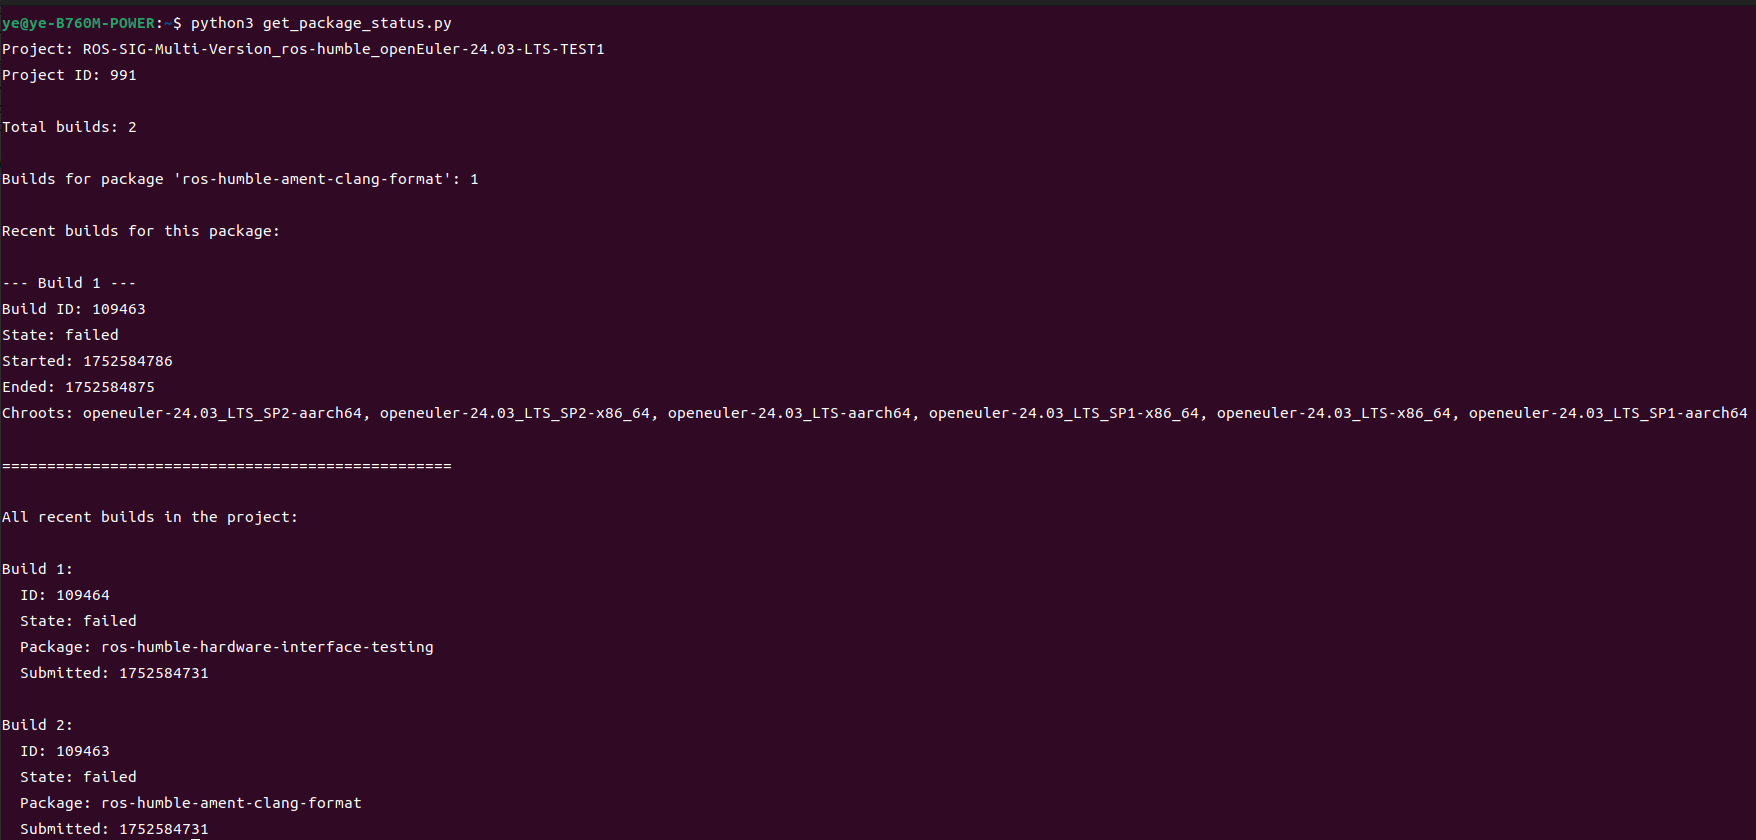 ye@ye-B760M-POWER:~$ python3 get_package_status.py
Project: ROS-SIG-Multi-Version_ros-humble_openEuler-24.03-LTS-TEST1
Project ID: 991
Total builds: 2
Builds for package 'ros-humble-ament-clang-format': 1
Recent builds for this package:
--- Build 1 ---
Build ID: 109463
State: failed
Started: 1752584786
Ended: 1752584875
Chroots: openeuler-24.03_LTS_SP2-aarch64, openeuler-24.03_LTS_SP2-x86_64, openeuler-24.03_LTS-aarch64, openeuler-24.03_LTS_SP1-x86_64, openeuler-24.03_LTS-x86_64, openeuler-24.03_LTS_SP1-aarch64
==================================================
All recent builds in the project:
Build 1:
  ID: 109464
  State: failed
  Package: ros-humble-hardware-interface-testing
  Submitted: 1752584731
Build 2:
  ID: 109463
  State: failed
  Package: ros-humble-ament-clang-format
  Submitted: 1752584731